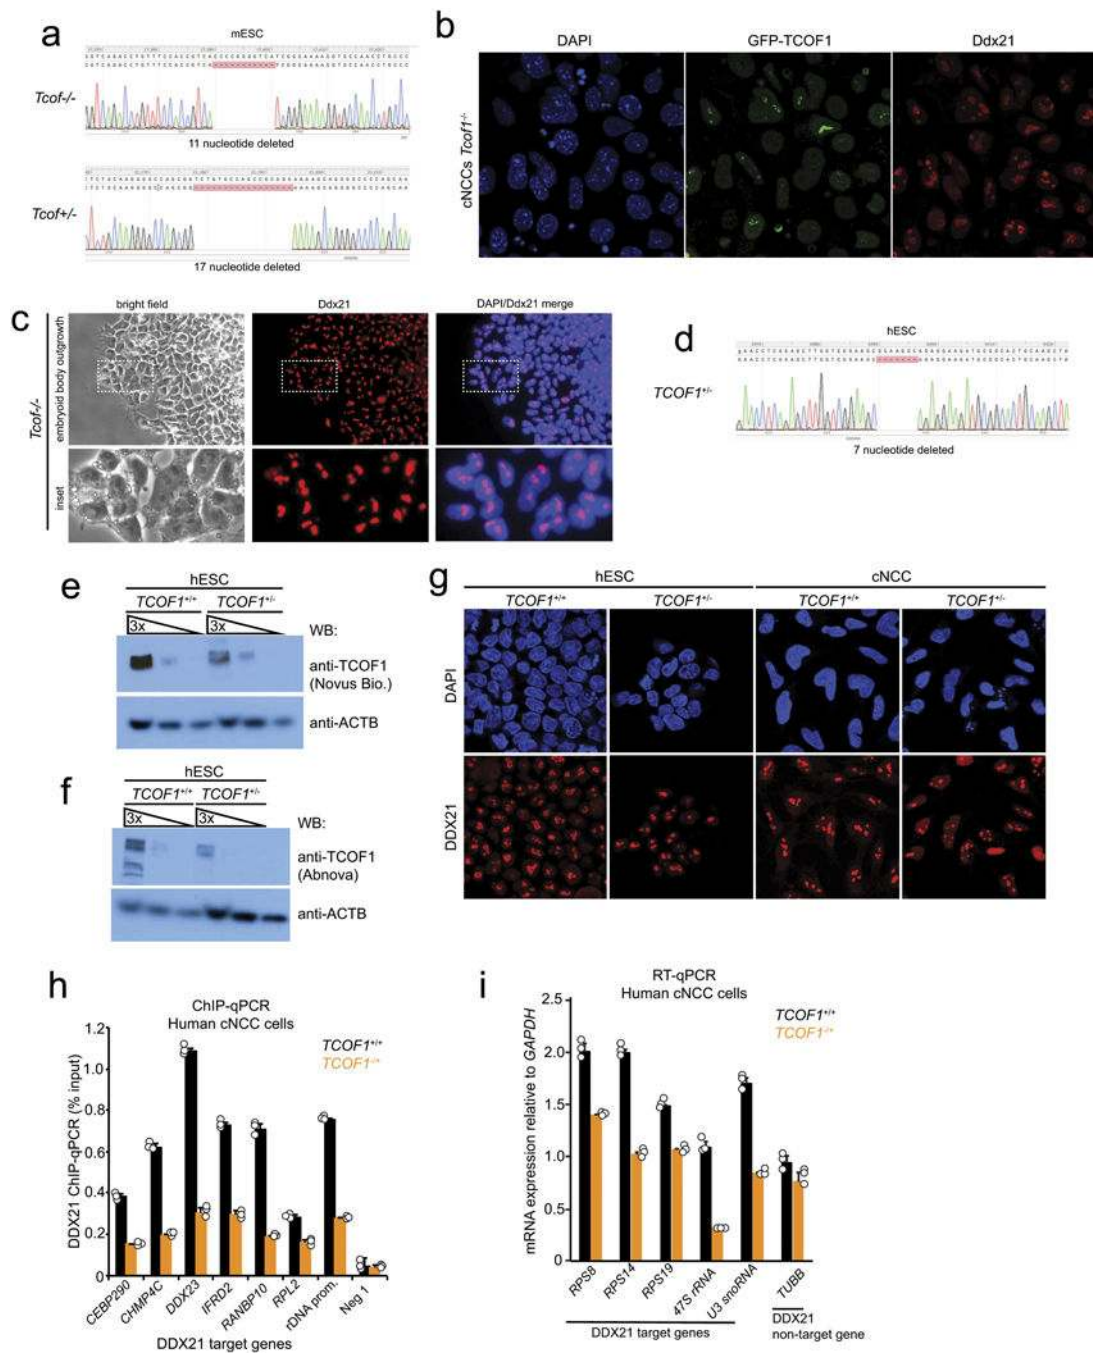 a
mESC
Tcof-/-
11 nucleotide deleted
Tcof+/-
17 nucleotide deleted
b
DAPI
GFP-TCOF1
Ddx21
cNCCs Tcof1-/-
c
bright field
Ddx21
DAPI/Ddx21 merge
Tcof-/-
embryoid body outgrowth
inset
d
hESC
TCOF1+/-
7 nucleotide deleted
e
hESC
TCOF1+/+ TCOF1+/-
3x 3x
WB:
anti-TCOF1
(Novus Bio.)
anti-ACTB
f
hESC
TCOF1+/+ TCOF1+/-
3x 3x
WB:
anti-TCOF1
(Abnova)
anti-ACTB
g
hESC cNCC
TCOF1+/+ TCOF1+/- TCOF1+/+ TCOF1+/-
DAPI
DDX21
h
ChIP-qPCR
Human cNCC cells
TCOF1+/+
TCOF1-/+
DDX21 ChIP-qPCR (% input)
1.2
1.0
0.8
0.6
0.4
0.2
0
CEBP290 CHMP4C DDX23 IFRD2 RANBP10 RPL2 rDNA prom. Neg 1
DDX21 target genes
i
RT-qPCR
Human cNCC cells
TCOF1+/+
TCOF1-/+
mRNA expression relative to GAPDH
2.5
2.0
1.5
1.0
0.5
0
RPS8 RPS14 RPS19 47S rRNA U3 snoRNA TUBB
DDX21 target genes
DDX21
non-target gene